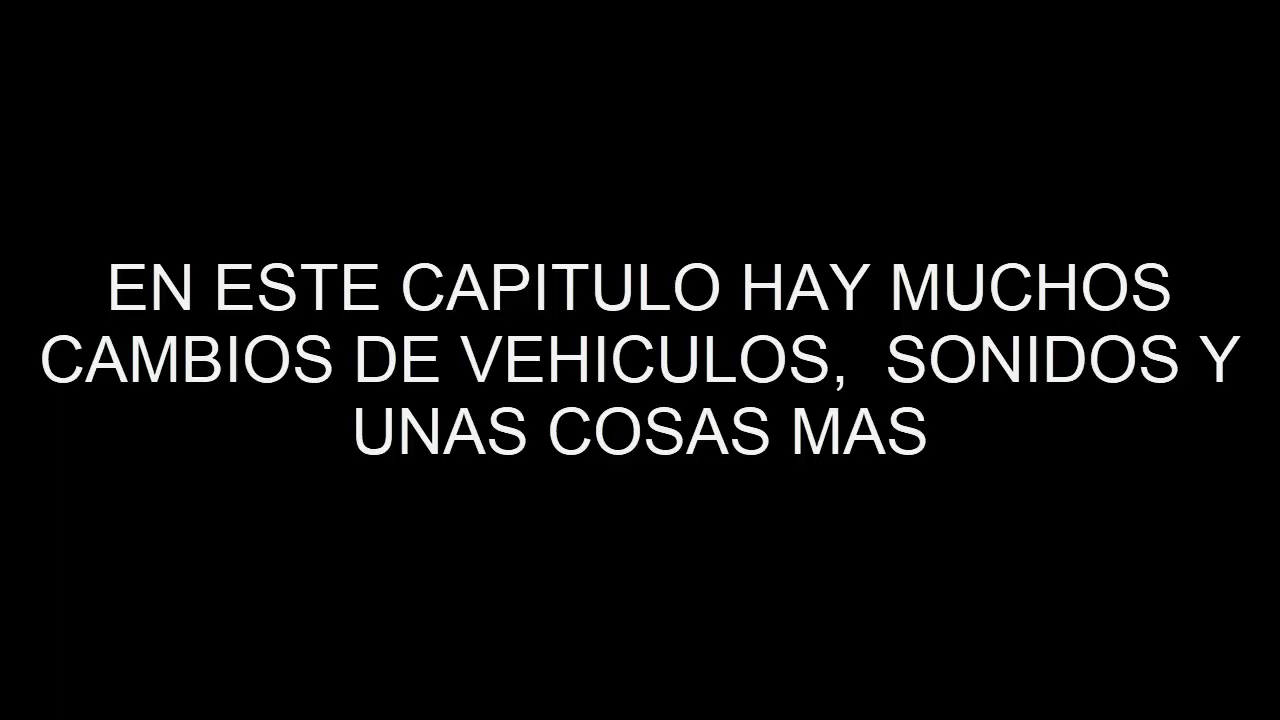 EN ESTE CAPITULO HAY MUCHOS
CAMBIOS DE VEHICULOS,  SONIDOS Y
UNAS COSAS MAS